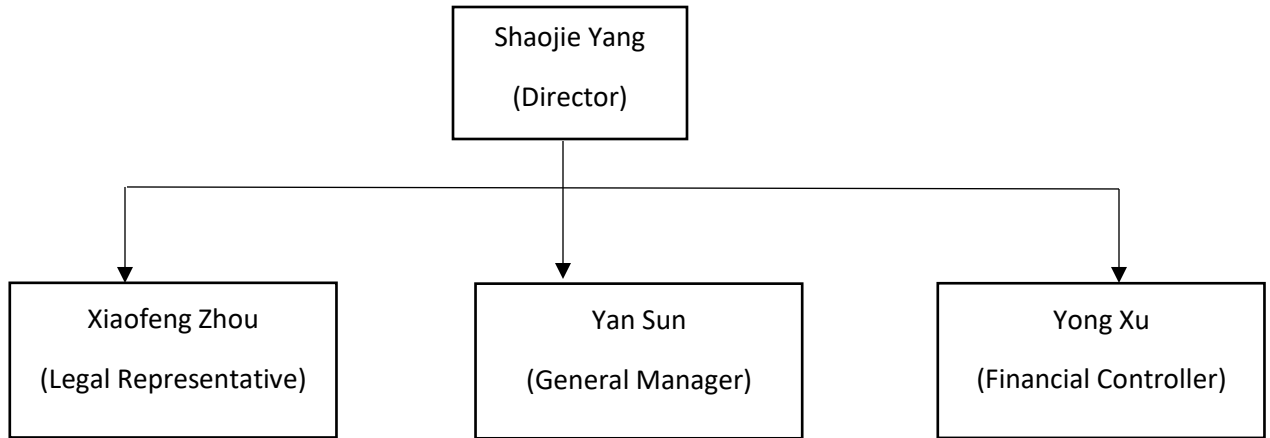 Shaojie Yang
(Director)
Xiaofeng Zhou
(Legal Representative)
Yan Sun
(General Manager)
Yong Xu
(Financial Controller)